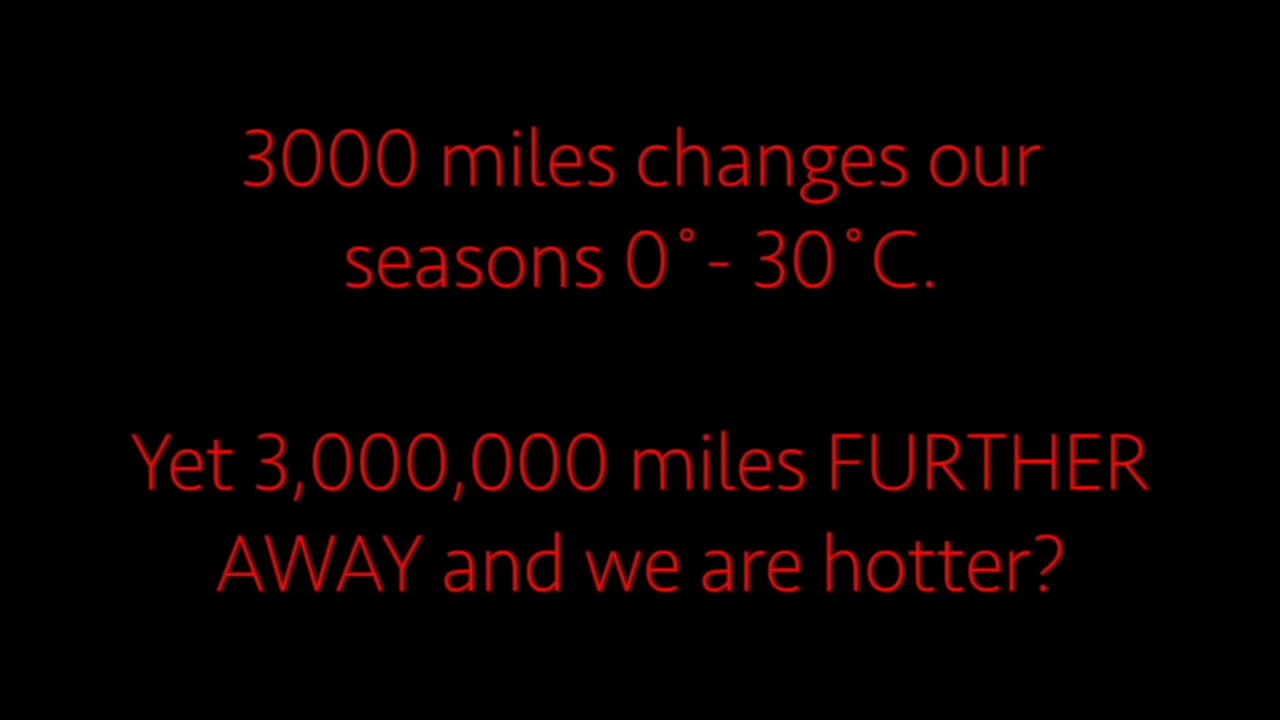 3000 miles changes our
seasons 0˚- 30˚C.
Yet 3,000,000 miles FURTHER
AWAY and we are hotter?